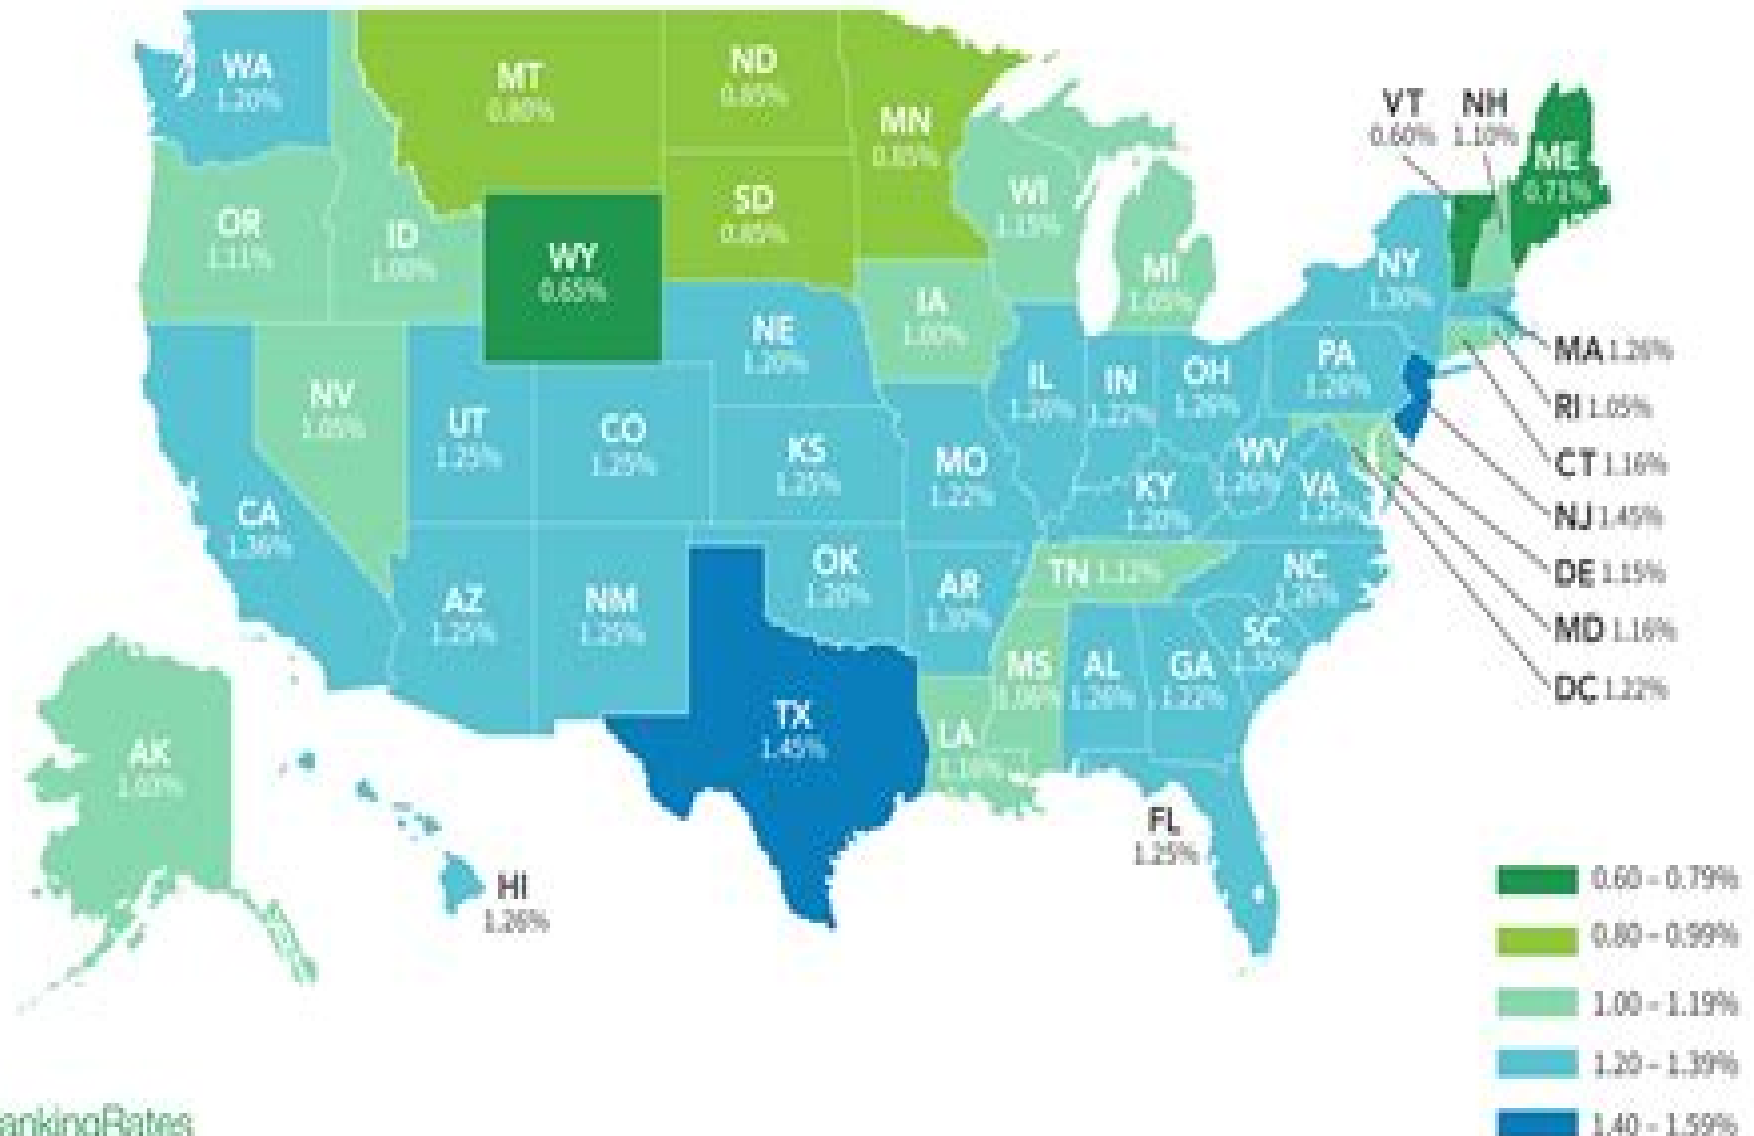 WA
1.20%
MT
0.80%
ND
0.85%
MN
0.85%
VT
0.60%
NH
1.10%
ME
0.71%
OR
1.11%
ID
1.00%
WY
0.65%
SD
0.85%
WI
1.15%
MI
1.05%
NY
1.30%
IA
1.00%
NE
1.20%
MA 1.26%
RI 1.05%
CT 1.16%
NJ 1.45%
DE 1.15%
MD 1.16%
DC 1.22%
NV
1.05%
UT
1.25%
CO
1.25%
KS
1.25%
MO
1.22%
IL
1.26%
IN
1.22%
OH
1.26%
PA
1.26%
WV
1.26%
VA
1.25%
KY
1.20%
CA
1.36%
AZ
1.25%
NM
1.25%
OK
1.20%
AR
1.30%
TN 1.12%
NC
1.26%
SC
1.35%
MS
1.06%
AL
1.26%
GA
1.22%
TX
1.45%
LA
1.16%
AK
1.03%
HI
1.26%
FL
1.25%
0.60 – 0.79%
0.80 – 0.99%
1.00 – 1.19%
1.20 – 1.39%
1.40 – 1.59%
ankingRates